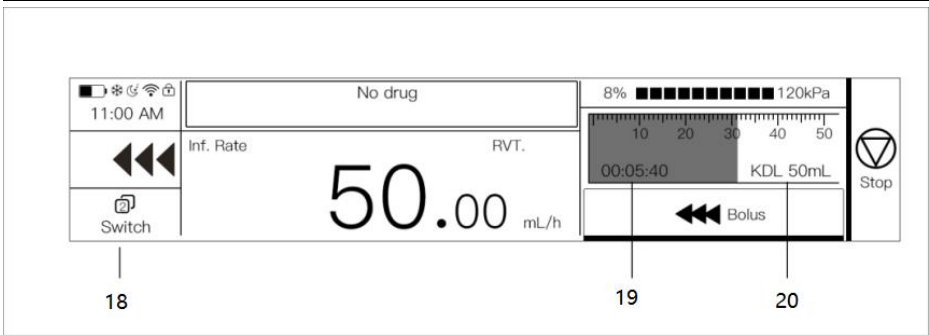 11:00 AM
2
Switch
No drug
Inf. Rate
RVT.
50.00 mL/h
8%
120kPa
10 20 30 40 50
00:05:40
KDL 50mL
Bolus
Stop
18
19
20